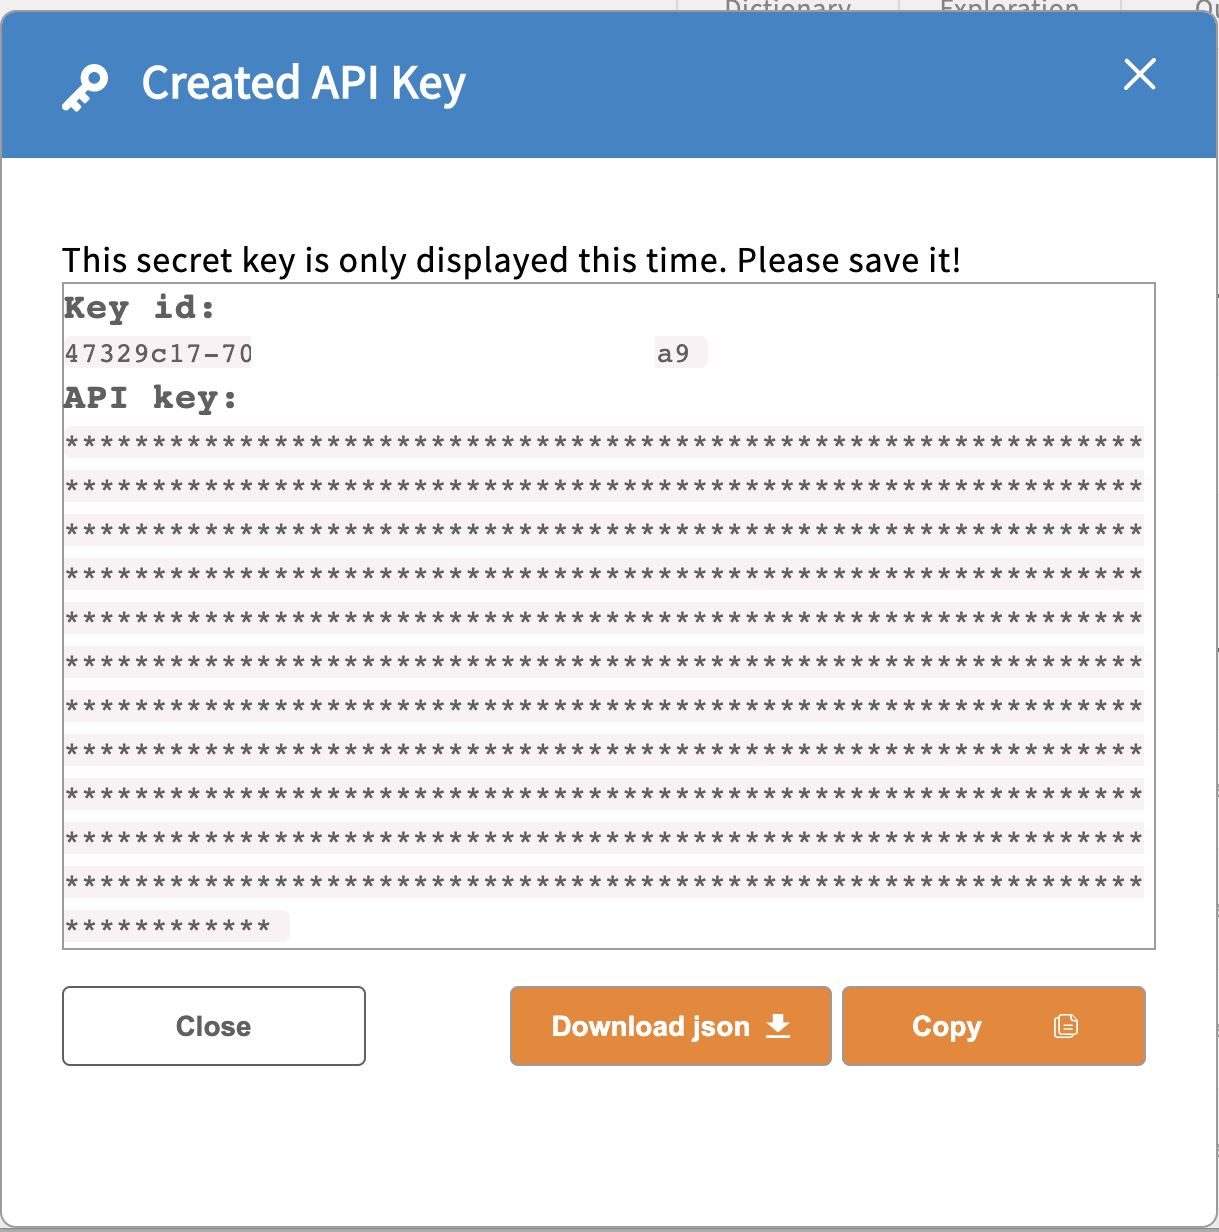 Dictionary Exploration
Created API Key
This secret key is only displayed this time. Please save it!
Key id:
47329c17-70 a9
API key:
**************************************************************
**************************************************************
**************************************************************
**************************************************************
**************************************************************
**************************************************************
**************************************************************
**************************************************************
**************************************************************
**************************************************************
**************************************************************
************
Close Download json Copy